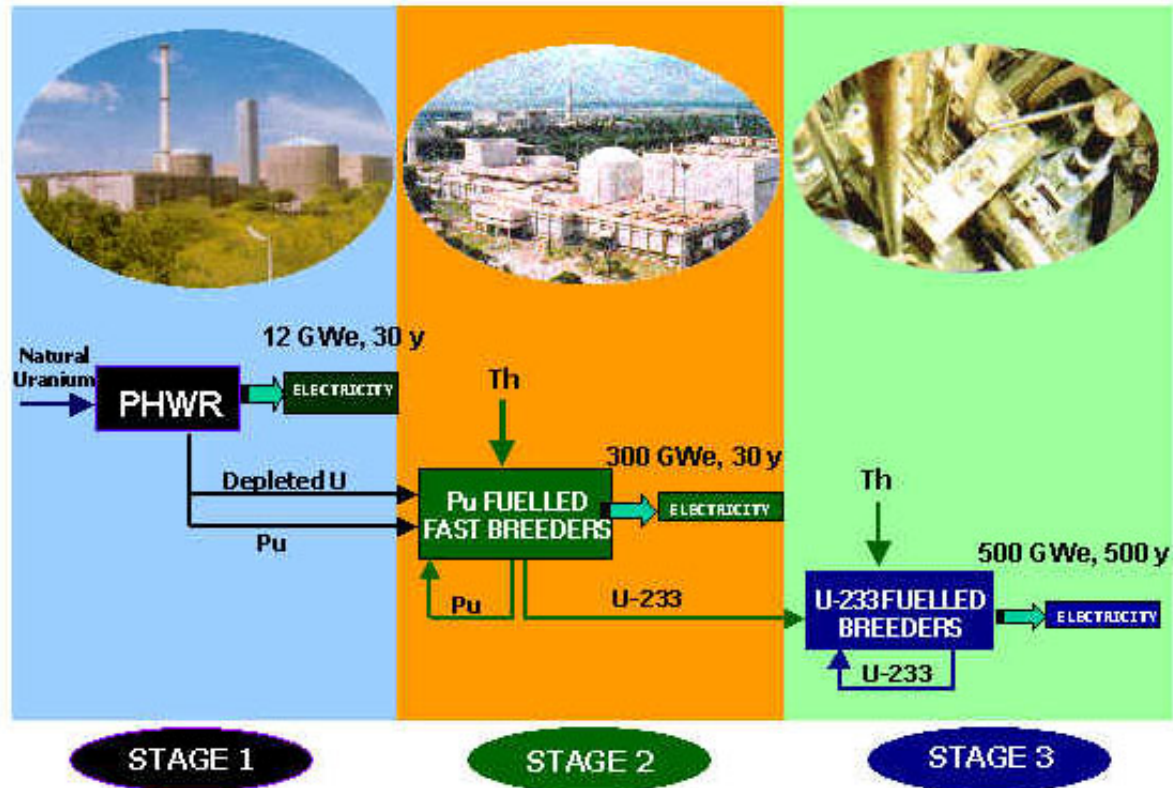 12 GWe, 30 y
Natural
Uranium
PHWR
ELECTRICITY
Depleted U
Pu
Th
300 GWe, 30 y
Pu FUELLED
FAST BREEDERS
ELECTRICITY
Pu
U-233
Th
500 GWe, 500 y
U-233 FUELLED
BREEDERS
ELECTRICITY
U-233
STAGE 1
STAGE 2
STAGE 3